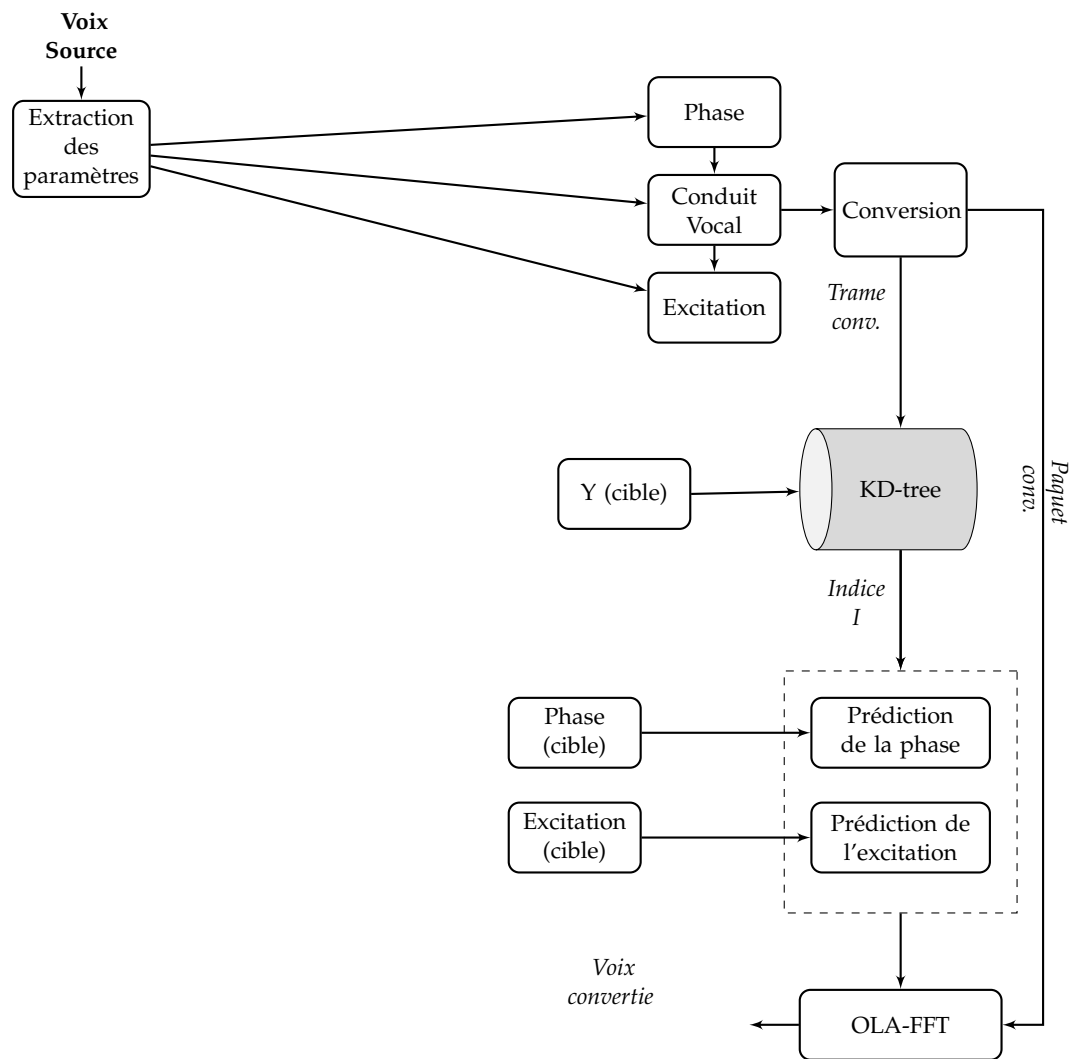 Voix
Source
Extraction
des
paramètres
Phase
Conduit
Vocal
Conversion
Excitation
Trame
conv.
Y (cible)
KD-tree
Paquet
conv.
Indice
I
Phase
(cible)
Prédiction
de la phase
Excitation
(cible)
Prédiction de
l'excitation
Voix
convertie
OLA-FFT